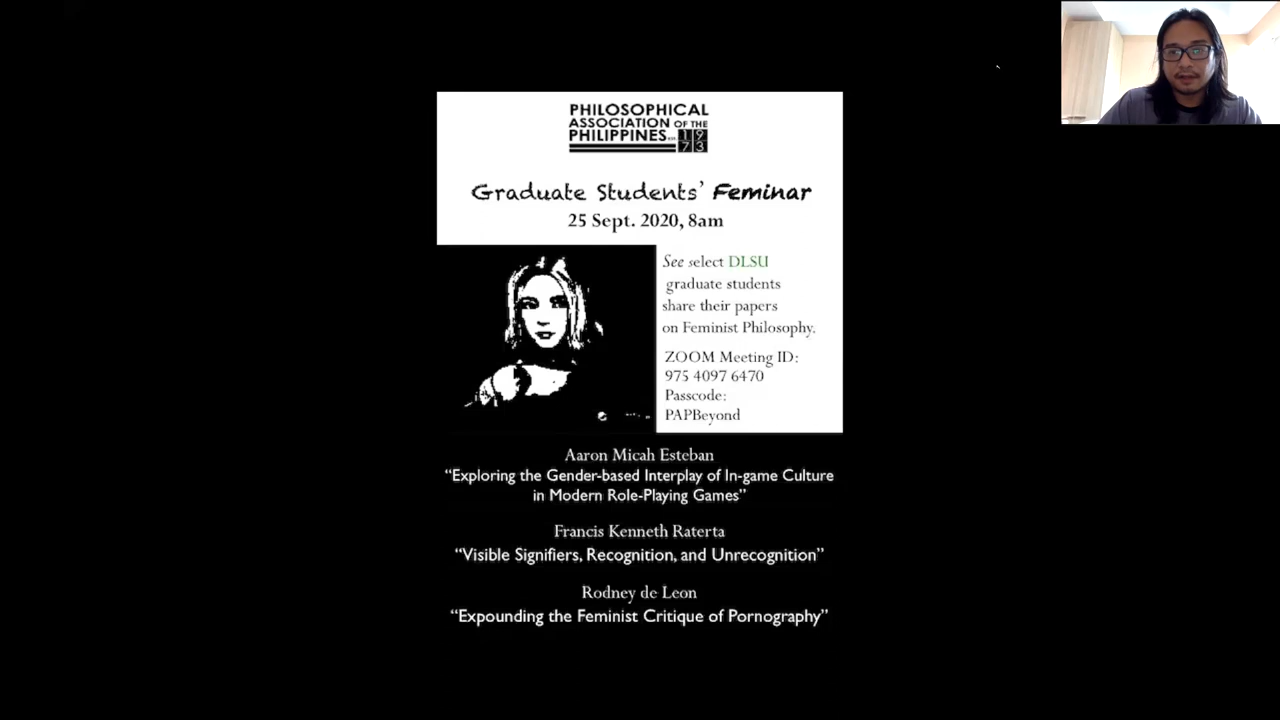 PHILOSOPHICAL
ASSOCIATION OF THE
PHILIPPINES EST. 19
73
Graduate Students' Feminar
25 Sept. 2020, 8am
See select DLSU
graduate students
share their papers
on Feminist Philosophy.
ZOOM Meeting ID:
975 4097 6470
Passcode:
PAPBeyond
Aaron Micah Esteban
“Exploring the Gender-based Interplay of In-game Culture
in Modern Role-Playing Games”
Francis Kenneth Raterta
“Visible Signifiers, Recognition, and Unrecognition”
Rodney de Leon
“Expounding the Feminist Critique of Pornography”